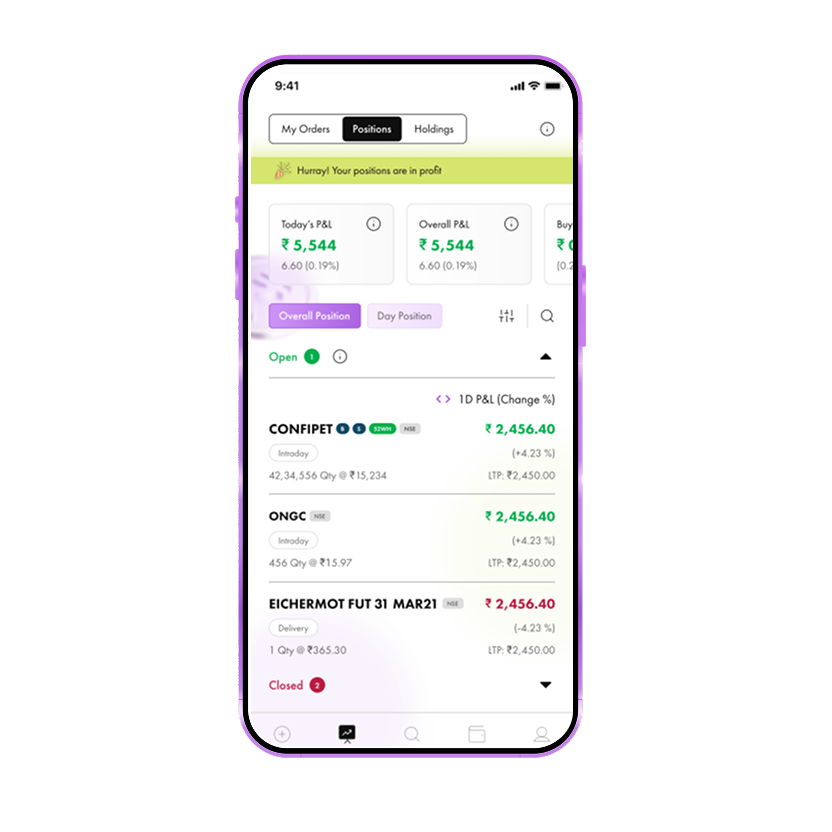 9:41
My Orders Positions Holdings
Hurray! Your positions are in profit
Today's P&L Overall P&L Buy
₹ 5,544 ₹ 5,544 ₹
6.60 (0.19%) 6.60 (0.19%) (0.2
Overall Position Day Position
Open 1
1D P&L (Change %)
CONFIPET B S 52WH NSE ₹ 2,456.40
Intraday (+4.23 %)
42,34,556 Qty @ ₹15,234 LTP: ₹2,450.00
ONGC NSE ₹ 2,456.40
Intraday (+4.23 %)
456 Qty @ ₹15.97 LTP: ₹2,450.00
EICHERMOT FUT 31 MAR21 NSE ₹ 2,456.40
Delivery (-4.23 %)
1 Qty @ ₹365.30 LTP: ₹2,450.00
Closed 2